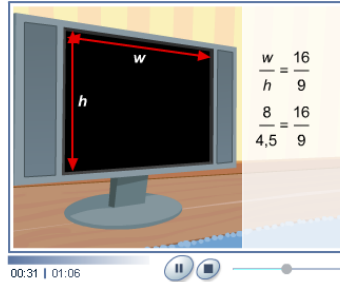 w
h
w/h = 16/9
8/4,5 = 16/9
00:31 | 01:06